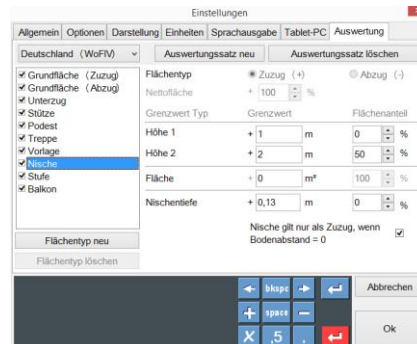 Einstellungen
Allgemein Optionen Darstellung Einheiten Sprachausgabe Tablet-PC Auswertung
Deutschland (WoFlV) Auswertungssatz neu Auswertungssatz löschen
Grundfläche (Zuzug)
Grundfläche (Abzug)
Unterzug
Stütze
Podest
Treppe
Vorlage
Nische
Stufe
Balkon
Flächentyp neu
Flächentyp löschen
Flächentyp Zuzug (+) Abzug (-)
Nettofläche + 100 %
Grenzwert Typ Grenzwert Flächenanteil
Höhe 1 + 1 m 0 %
Höhe 2 + 2 m 50 %
Fläche + 0 m² 100 %
Nischentiefe + 0,13 m 0 %
Nische gilt nur als Zuzug, wenn
Bodenabstand = 0
bkspc
+ space −
X ,5 .
Abbrechen
Ok